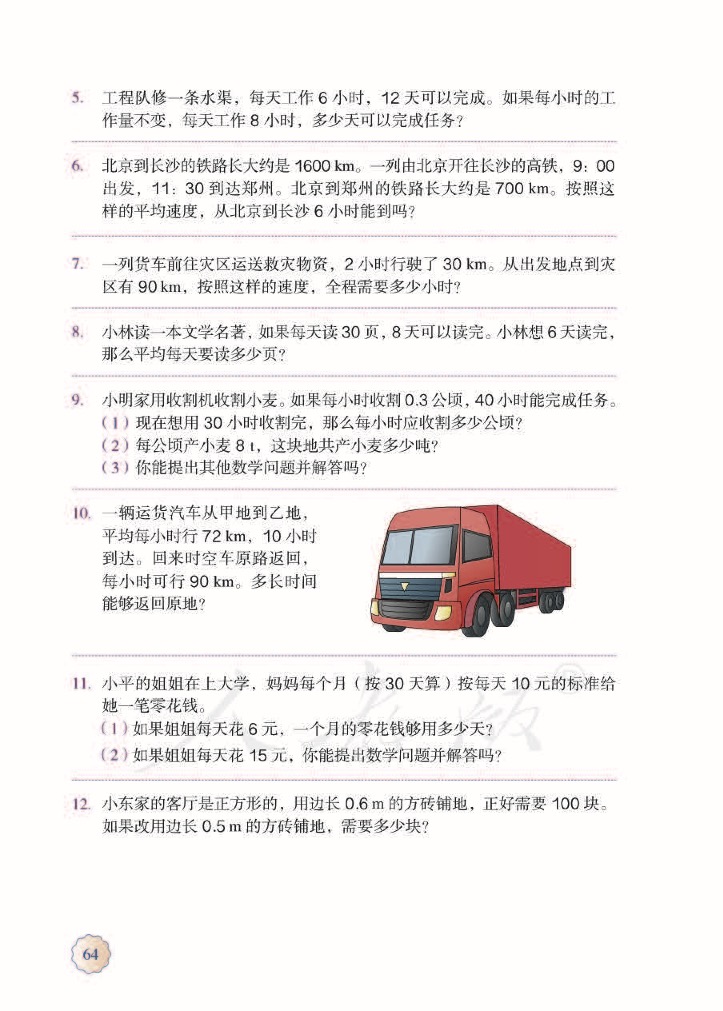 5. 工程队修一条水渠，每天工作 6 小时，12 天可以完成。如果每小时的工
作量不变，每天工作 8 小时，多少天可以完成任务？
6. 北京到长沙的铁路长大约是 1600 km。一列由北京开往长沙的高铁，9：00
出发，11：30 到达郑州。北京到郑州的铁路长大约是 700 km。按照这
样的平均速度，从北京到长沙 6 小时能到吗？
7. 一列货车前往灾区运送救灾物资，2 小时行驶了 30 km。从出发地点到灾
区有 90 km，按照这样的速度，全程需要多少小时？
8. 小林读一本文学名著，如果每天读 30 页，8 天可以读完。小林想 6 天读完，
那么平均每天要读多少页？
9. 小明家用收割机收割小麦。如果每小时收割 0.3 公顷，40 小时能完成任务。
（1）现在想用 30 小时收割完，那么每小时应收割多少公顷？
（2）每公顷产小麦 8 t，这块地共产小麦多少吨？
（3）你能提出其他数学问题并解答吗？
10. 一辆运货汽车从甲地到乙地，
平均每小时行 72 km，10 小时
到达。回来时空车原路返回，
每小时可行 90 km。多长时间
能够返回原地？
11. 小平的姐姐在上大学，妈妈每个月（按 30 天算）按每天 10 元的标准给
她一笔零花钱。
（1）如果姐姐每天花 6 元，一个月的零花钱够用多少天？
（2）如果姐姐每天花 15 元，你能提出数学问题并解答吗？
12. 小东家的客厅是正方形的，用边长 0.6 m 的方砖铺地，正好需要 100 块。
如果改用边长 0.5 m 的方砖铺地，需要多少块？
64